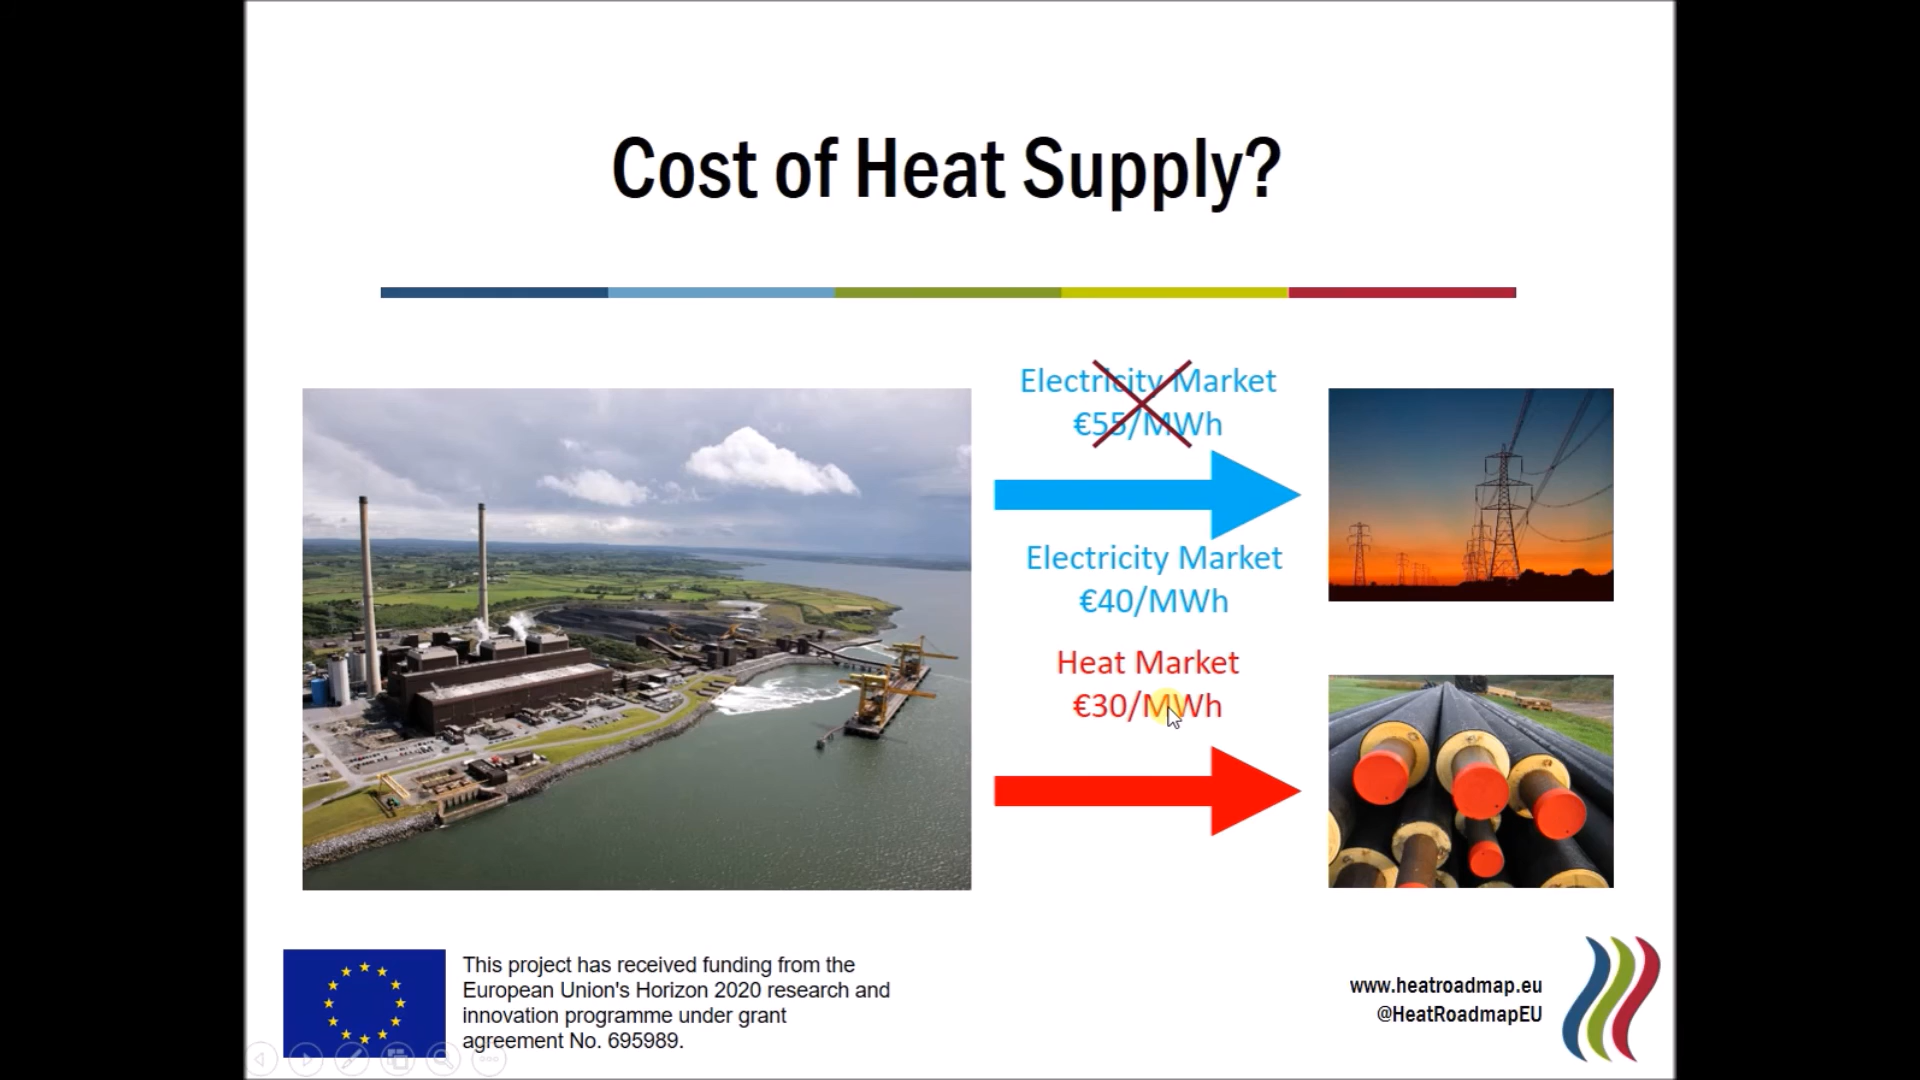 Cost of Heat Supply?
Electricity Market
€55/MWh
Electricity Market
€40/MWh
Heat Market
€30/MWh
This project has received funding from the
European Union's Horizon 2020 research and
innovation programme under grant
agreement No. 695989.
www.heatroadmap.eu
@HeatRoadmapEU